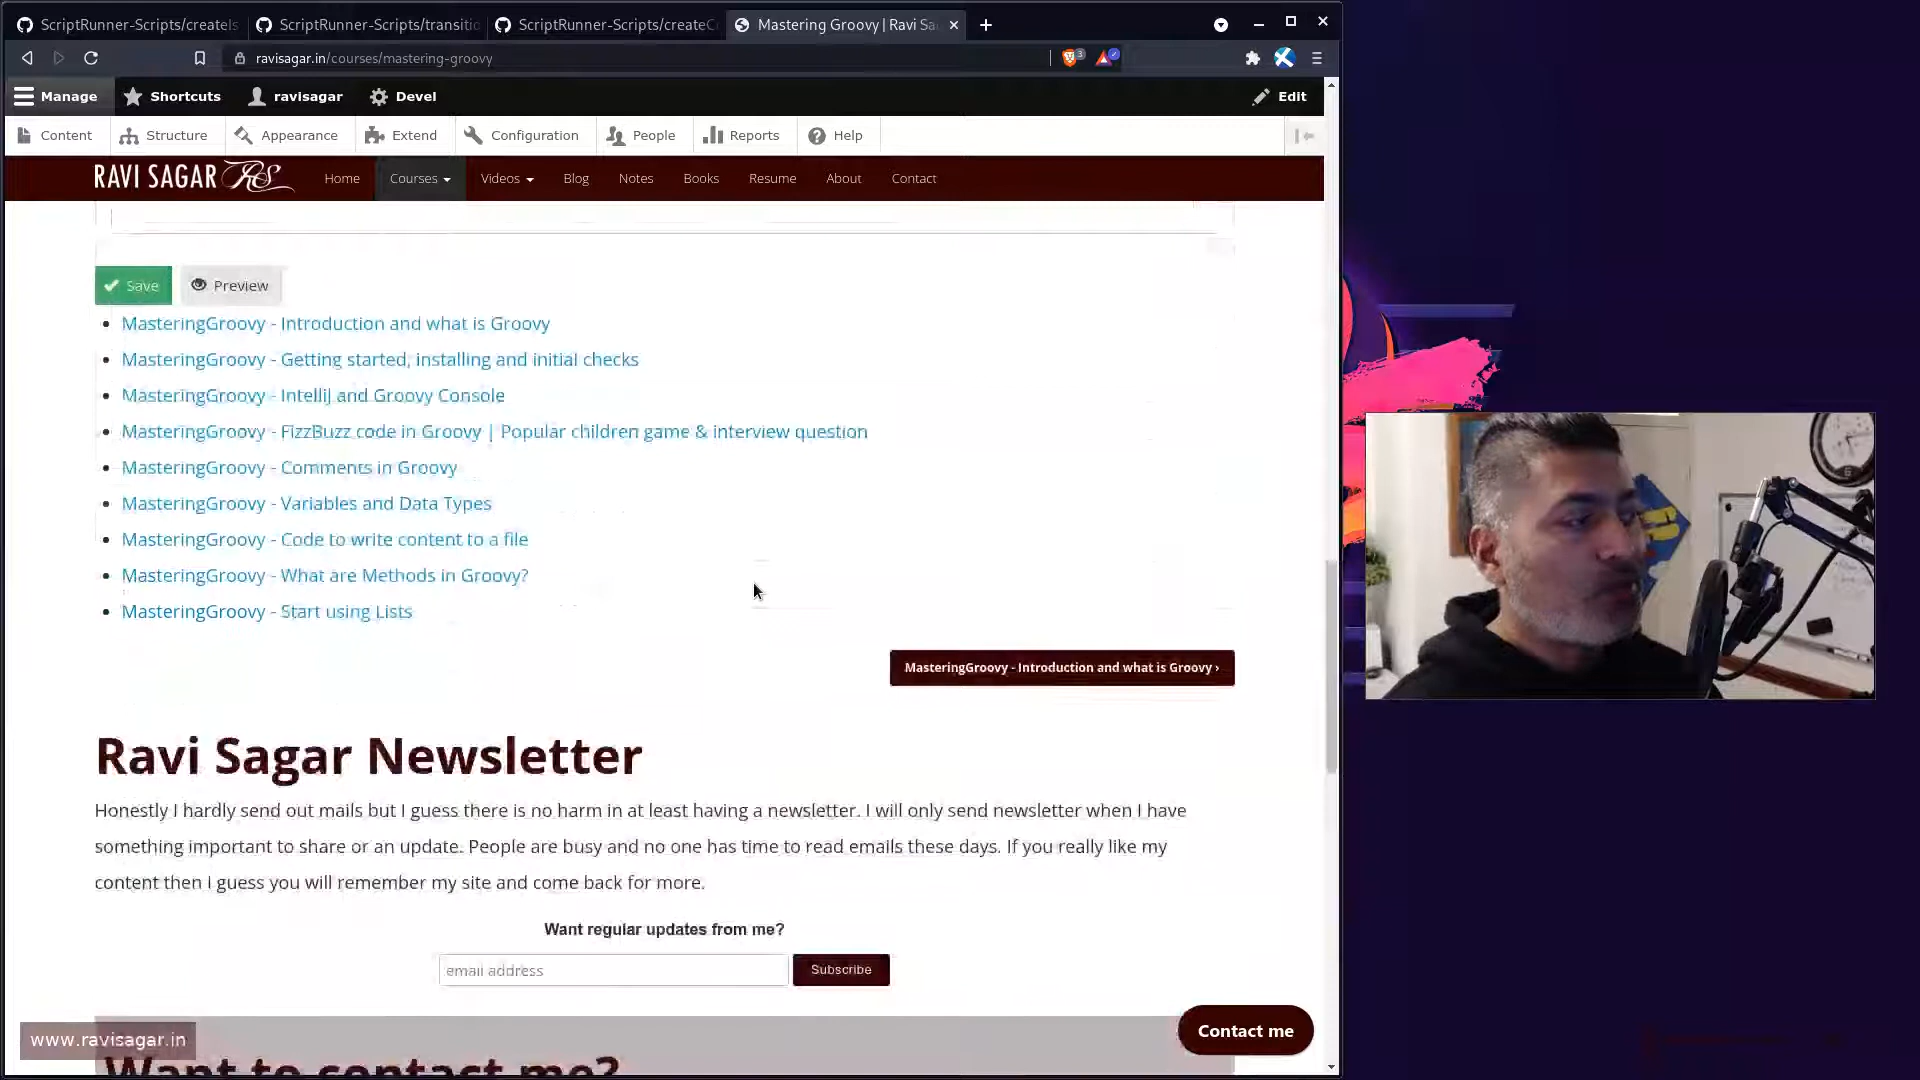 ScriptRunner-Scripts/createIs
ScriptRunner-Scripts/transitio
ScriptRunner-Scripts/createC
Mastering Groovy | Ravi Sa
ravisagar.in/courses/mastering-groovy
3
Manage
Shortcuts
ravisagar
Devel
Edit
Content
Structure
Appearance
Extend
Configuration
People
Reports
Help
RAVI SAGAR RS
Home
Courses
Videos
Blog
Notes
Books
Resume
About
Contact
Save
Preview
MasteringGroovy - Introduction and what is Groovy
MasteringGroovy - Getting started, installing and initial checks
MasteringGroovy - Intellij and Groovy Console
MasteringGroovy - FizzBuzz code in Groovy | Popular children game & interview question
MasteringGroovy - Comments in Groovy
MasteringGroovy - Variables and Data Types
MasteringGroovy - Code to write content to a file
MasteringGroovy - What are Methods in Groovy?
MasteringGroovy - Start using Lists
MasteringGroovy - Introduction and what is Groovy ›
Ravi Sagar Newsletter
Honestly I hardly send out mails but I guess there is no harm in at least having a newsletter. I will only send newsletter when I have
something important to share or an update. People are busy and no one has time to read emails these days. If you really like my
content then I guess you will remember my site and come back for more.
Want regular updates from me?
email address
Subscribe
Contact me
www.ravisagar.in
Want to contact me?